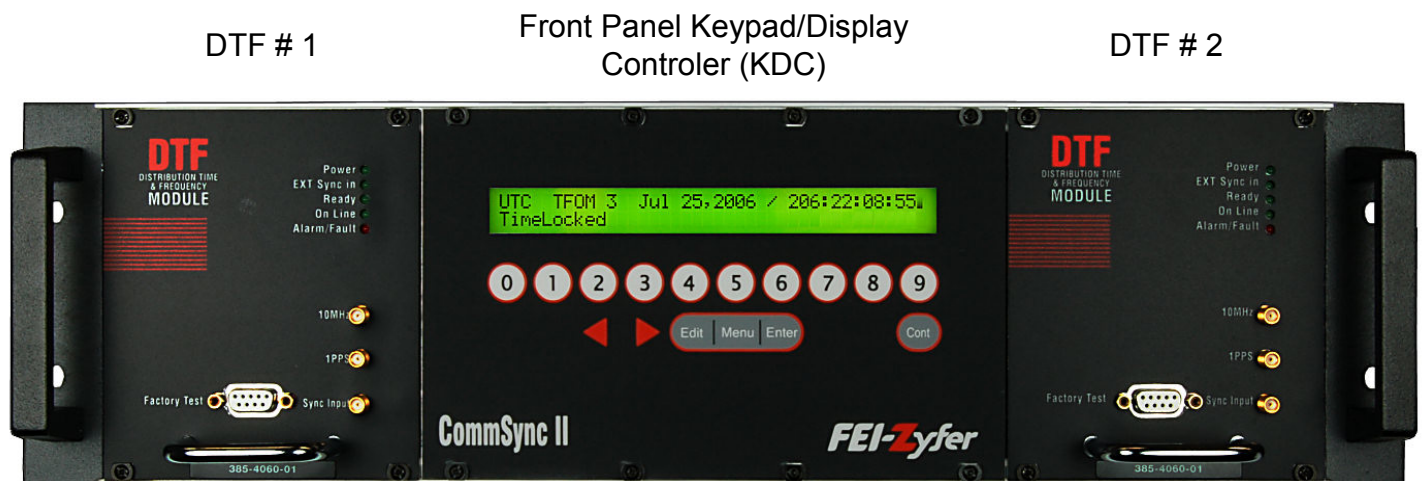 DTF # 1
Front Panel Keypad/Display
Controler (KDC)
DTF # 2
DTF
DISTRIBUTION TIME
& FREQUENCY
MODULE
Power
EXT Sync in
Ready
On Line
Alarm/Fault
10MHz
1PPS
Factory Test
Sync Input
385-4060-01
UTC TFOM 3 Jul 25,2006 / 206:22:08:55
TimeLocked
0 1 2 3 4 5 6 7 8 9
Edit Menu Enter
Cont
CommSync II
FEI-Zyfer
DTF
DISTRIBUTION TIME
& FREQUENCY
MODULE
Power
EXT Sync in
Ready
On Line
Alarm/Fault
10MHz
1PPS
Factory Test
Sync Input
385-4060-01